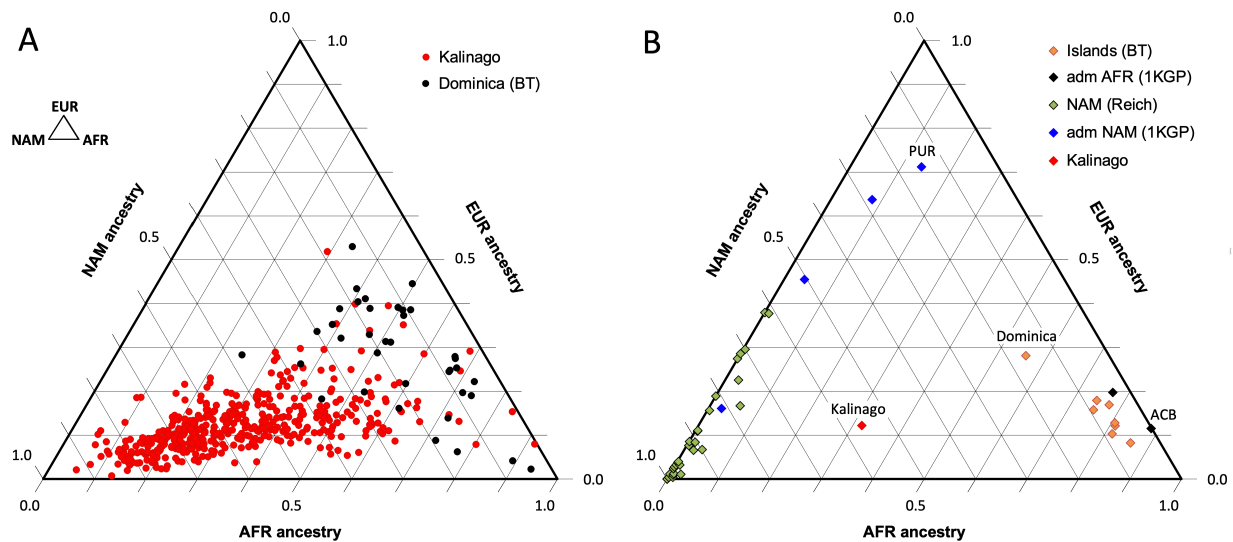 A
0.0
1.0
Kalinago
Dominica (BT)
EUR
NAM
AFR
NAM ancestry
EUR ancestry
0.5
0.5
1.0
0.0
0.0
0.5
1.0
AFR ancestry
B
0.0
1.0
Islands (BT)
adm AFR (1KGP)
NAM (Reich)
adm NAM (1KGP)
Kalinago
PUR
NAM ancestry
EUR ancestry
0.5
0.5
Dominica
Kalinago
ACB
1.0
0.0
0.0
0.5
1.0
AFR ancestry